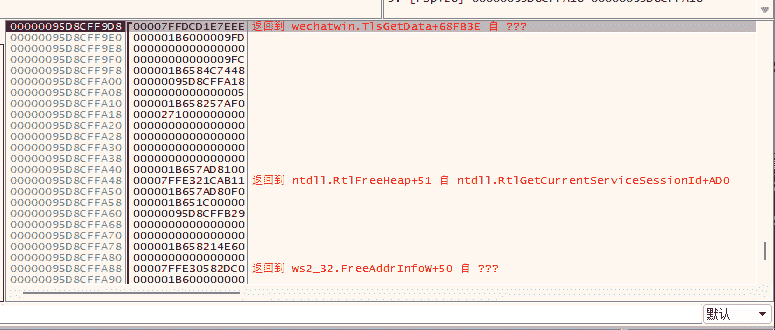 00000095D8CFF9D8 00007FFDCD1E7EEE 返回到 wechatwin.TlsGetData+68FB3E 自 ???
00000095D8CFF9E0 000001B6000009FD
00000095D8CFF9E8 0000000000000000
00000095D8CFF9F0 00000000000009FC
00000095D8CFF9F8 000001B6584C7448
00000095D8CFFA00 00000095D8CFFA18
00000095D8CFFA08 0000000000000005
00000095D8CFFA10 000001B658257AF0
00000095D8CFFA18 0000271000000000
00000095D8CFFA20 0000000000000000
00000095D8CFFA28 0000000000000000
00000095D8CFFA30 0000000000000000
00000095D8CFFA38 0000000000000000
00000095D8CFFA40 000001B657AD8100
00000095D8CFFA48 00007FFE321CAB11 返回到 ntdll.RtlFreeHeap+51 自 ntdll.RtlGetCurrentServiceSessionId+AD0
00000095D8CFFA50 000001B657AD80F0
00000095D8CFFA58 000001B651C00000
00000095D8CFFA60 00000095D8CFFB29
00000095D8CFFA68 0000000000000000
00000095D8CFFA70 0000000000000000
00000095D8CFFA78 000001B658214E60
00000095D8CFFA80 0000000000000000
00000095D8CFFA88 00007FFE30582DC0 返回到 ws2_32.FreeAddrInfoW+50 自 ???
00000095D8CFFA90 000001B600000000
默认